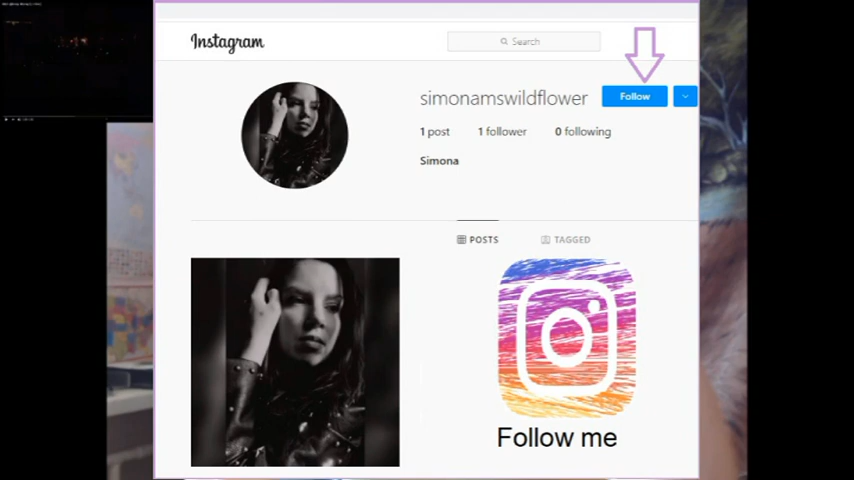 Instagram
Search
simonamswildflower
Follow
1 post 1 follower 0 following
Simona
POSTS TAGGED
Follow me